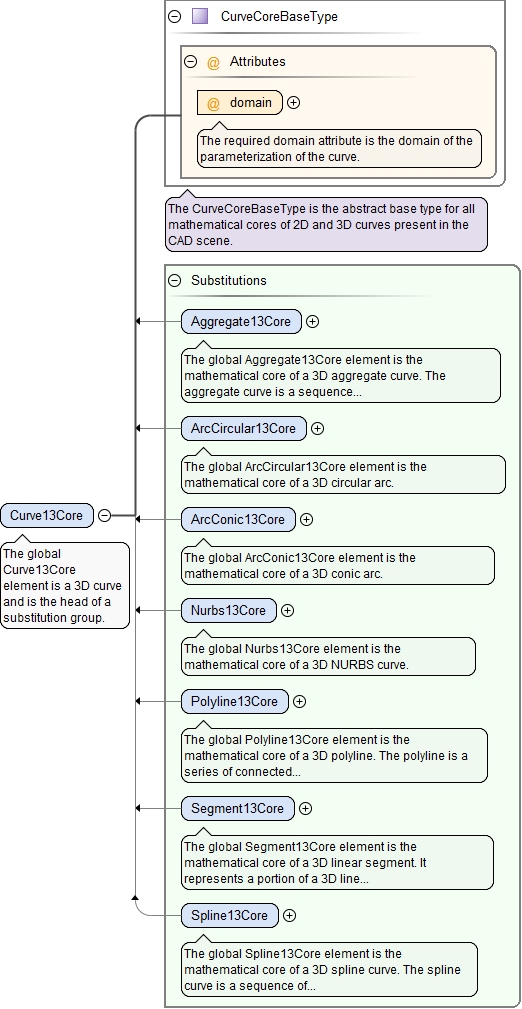 CurveCoreBaseType
@ Attributes
@ domain
The required domain attribute is the domain of the
parameterization of the curve.
The CurveCoreBaseType is the abstract base type for all
mathematical cores of 2D and 3D curves present in the
CAD scene.
Substitutions
Aggregate13Core
The global Aggregate13Core element is the
mathematical core of a 3D aggregate curve. The
aggregate curve is a sequence...
ArcCircular13Core
The global ArcCircular13Core element is the
mathematical core of a 3D circular arc.
Curve13Core
The global
Curve13Core
element is a 3D curve
and is the head of a
substitution group.
ArcConic13Core
The global ArcConic13Core element is the
mathematical core of a 3D conic arc.
Nurbs13Core
The global Nurbs13Core element is the
mathematical core of a 3D NURBS curve.
Polyline13Core
The global Polyline13Core element is the
mathematical core of a 3D polyline. The polyline is a
series of connected...
Segment13Core
The global Segment13Core element is the
mathematical core of a 3D linear segment. It
represents a portion of a 3D line...
Spline13Core
The global Spline13Core element is the
mathematical core of a 3D spline curve. The spline
curve is a sequence of...